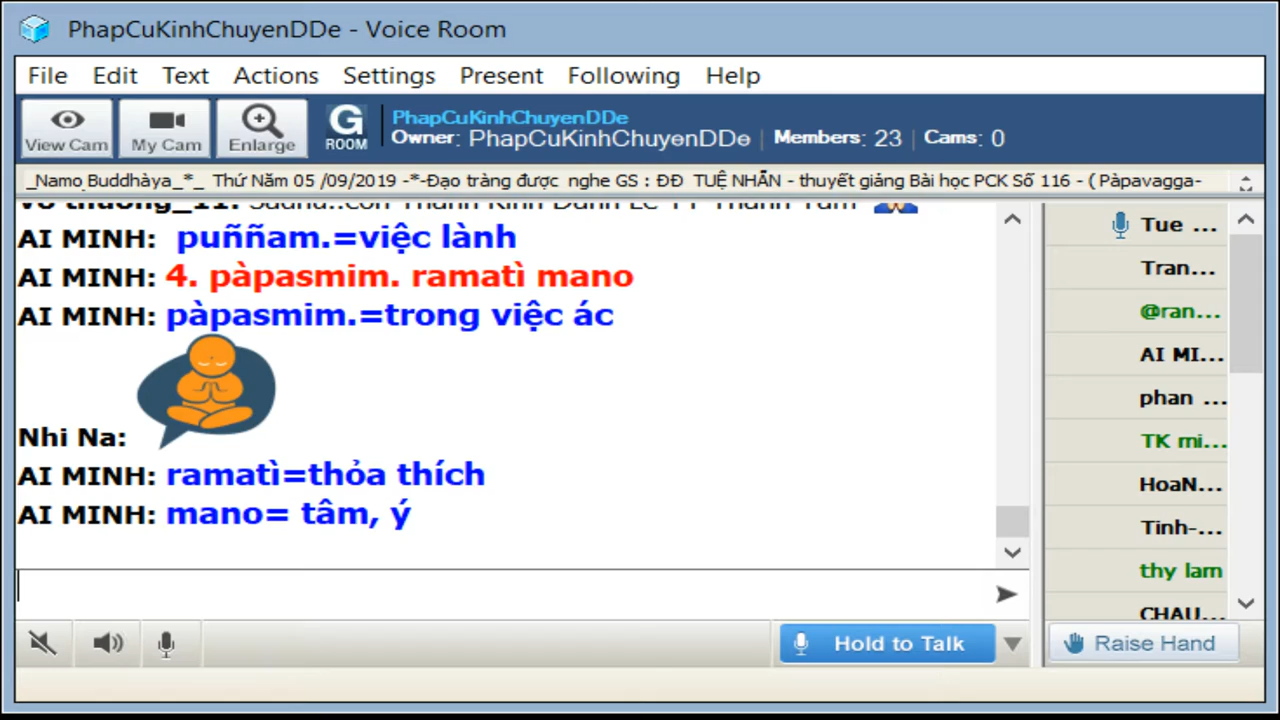 PhapCuKinhChuyenDDe - Voice Room
File Edit Text Actions Settings Present Following Help
View Cam My Cam Enlarge G ROOM
PhapCuKinhChuyenDDe
Owner: PhapCuKinhChuyenDDe | Members: 23 | Cams: 0
_Namo_Buddhàya_*_ Thứ Năm 05 /09/2019 -*-Đạo tràng được nghe GS : ĐĐ TUỆ NHẪN - thuyết giảng Bài học PCK Số 116 - ( Pàpavagga-
AI MINH: puññam.=việc lành
AI MINH: 4. pàpasmim. ramatì mano
AI MINH: pàpasmim.=trong việc ác
Nhi Na:
AI MINH: ramatì=thỏa thích
AI MINH: mano= tâm, ý
Tue ...
Tran...
@ran...
AI MI...
phan ...
TK mi...
HoaN...
Tinh-...
thy lam
CHAU...
Hold to Talk
Raise Hand